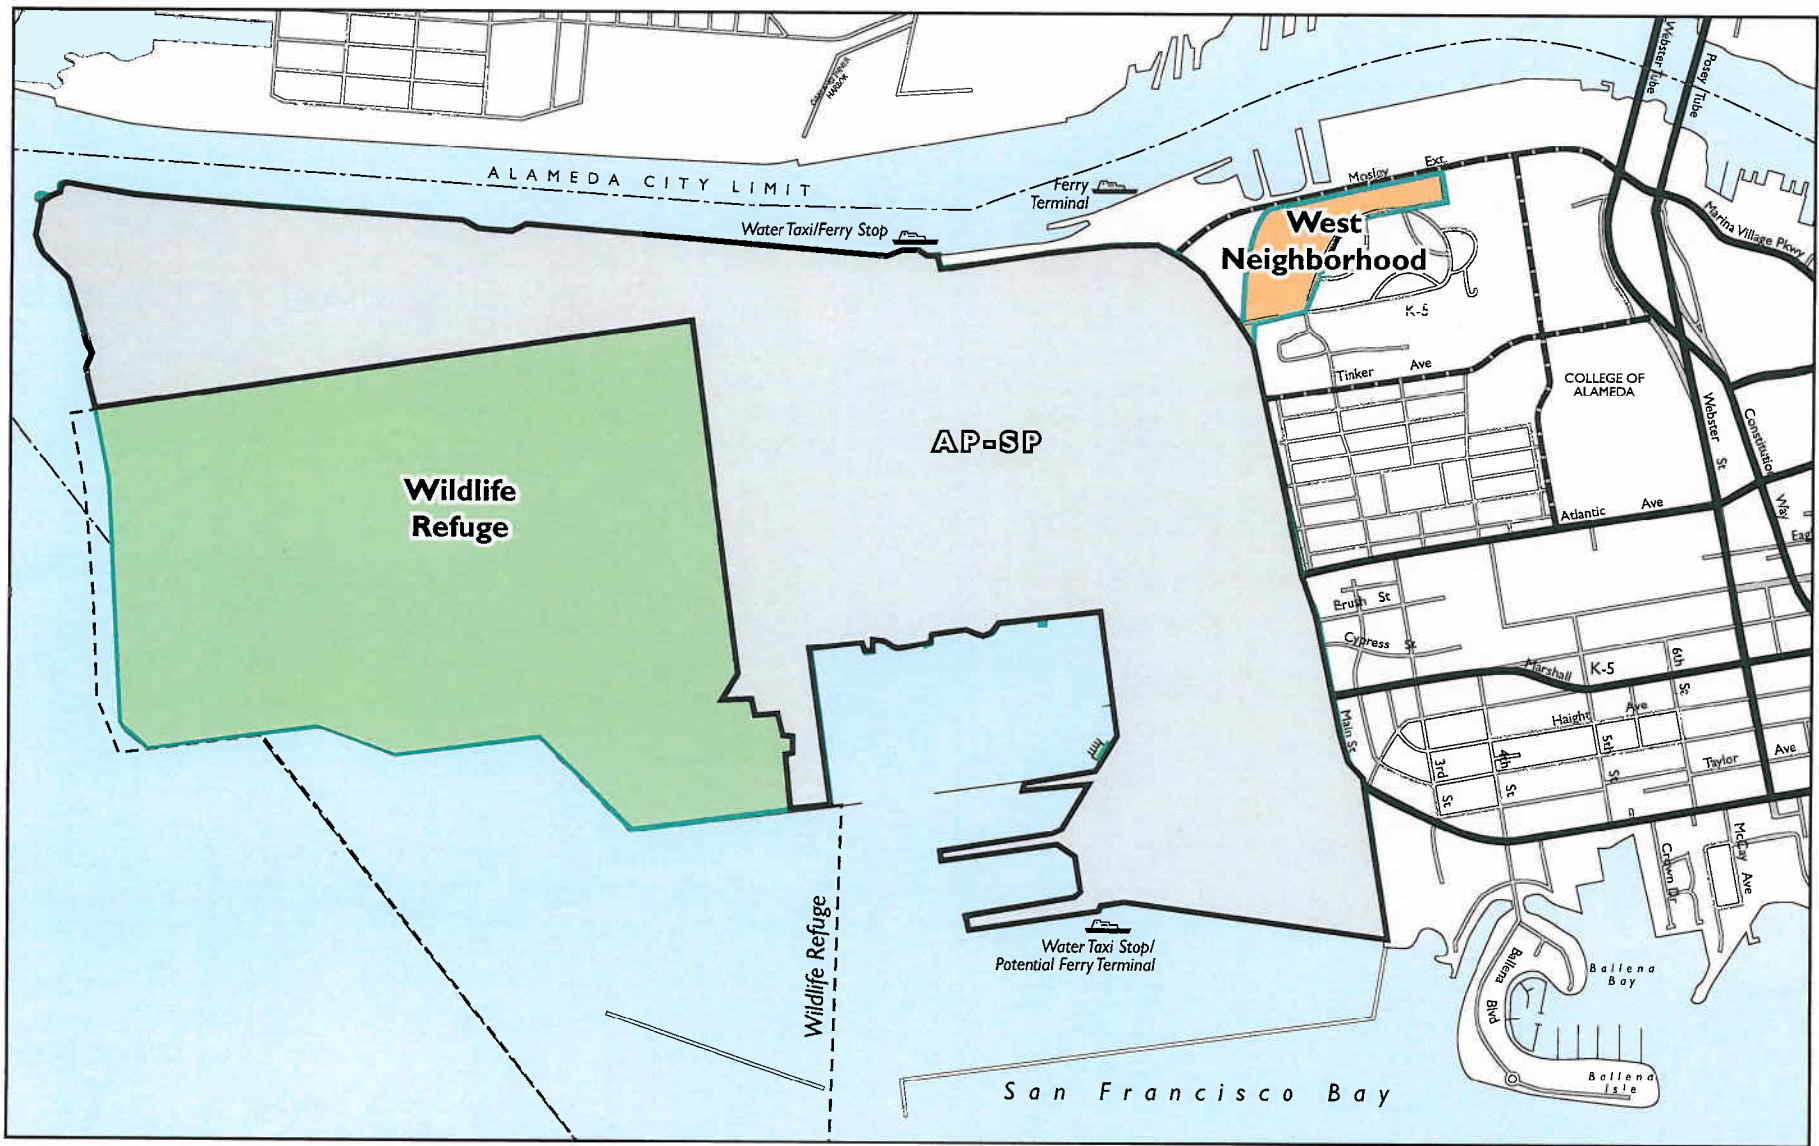 OAKLAND INNER
HARBOR
Webster Tube
Posey Tube
ALAMEDA CITY LIMIT
Ferry
Terminal
Mosley Ext.
Water Taxi/Ferry Stop
West
Neighborhood
Marina Village Pkwy
K-5
Tinker Ave
COLLEGE OF
ALAMEDA
AP-SP
Wildlife
Refuge
Webster St
Constitution Way
Atlantic Ave
Brush St
Cypress St.
Marshall
K-5
6th St
Main St
Haight Ave
3rd St
4th St
5th St
Taylor Ave
McCay Ave
Crown Dr
Wildlife Refuge
Water Taxi Stop/
Potential Ferry Terminal
Ballena Blvd
Ballena
Bay
Ballena
Isle
San Francisco Bay